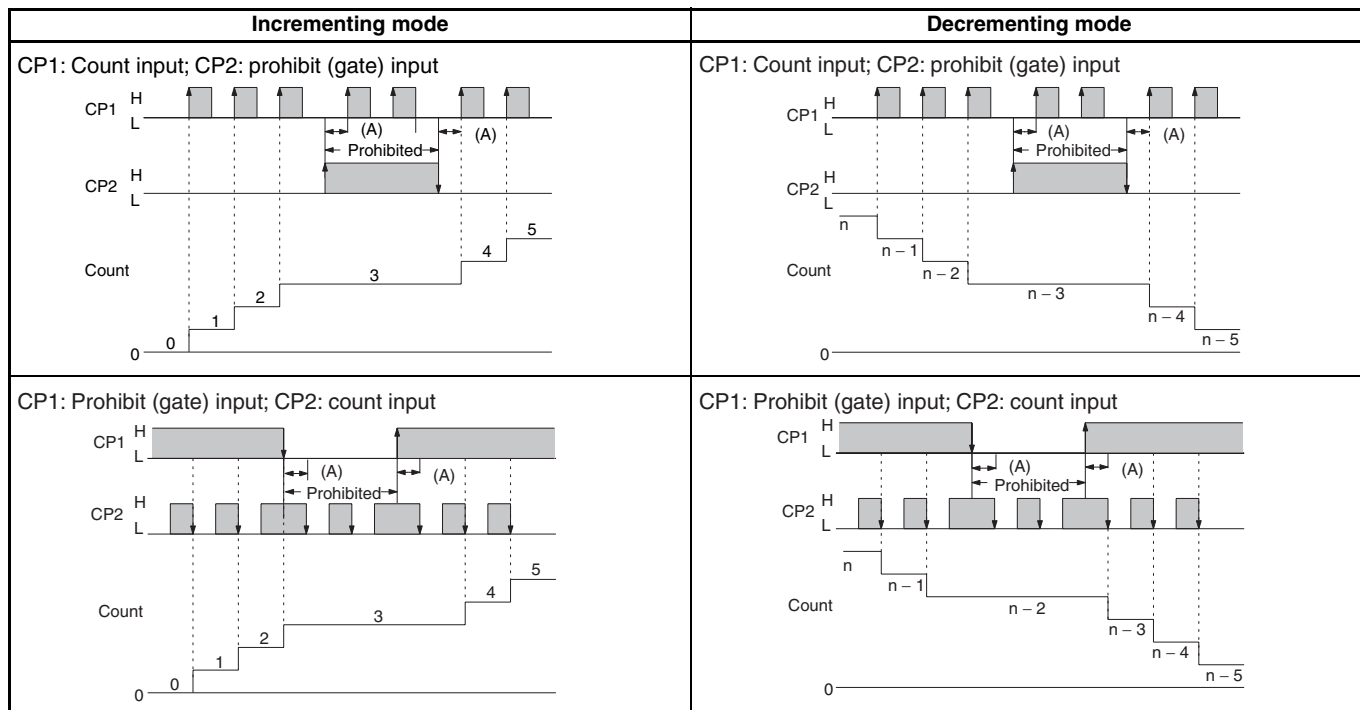 Incrementing mode
Decrementing mode
CP1: Count input; CP2: prohibit (gate) input
CP1 H
L
(A)
(A)
Prohibited
CP2 H
L
Count
0
0
1
2
3
4
5
CP1: Count input; CP2: prohibit (gate) input
CP1 H
L
(A)
(A)
Prohibited
CP2 H
L
Count
n
n – 1
n – 2
n – 3
n – 4
n – 5
0
CP1: Prohibit (gate) input; CP2: count input
CP1 H
L
(A)
(A)
Prohibited
CP2 H
L
Count
0
0
1
2
3
4
5
CP1: Prohibit (gate) input; CP2: count input
CP1 H
L
(A)
(A)
Prohibited
CP2 H
L
Count
n
n – 1
n – 2
n – 3
n – 4
n – 5
0